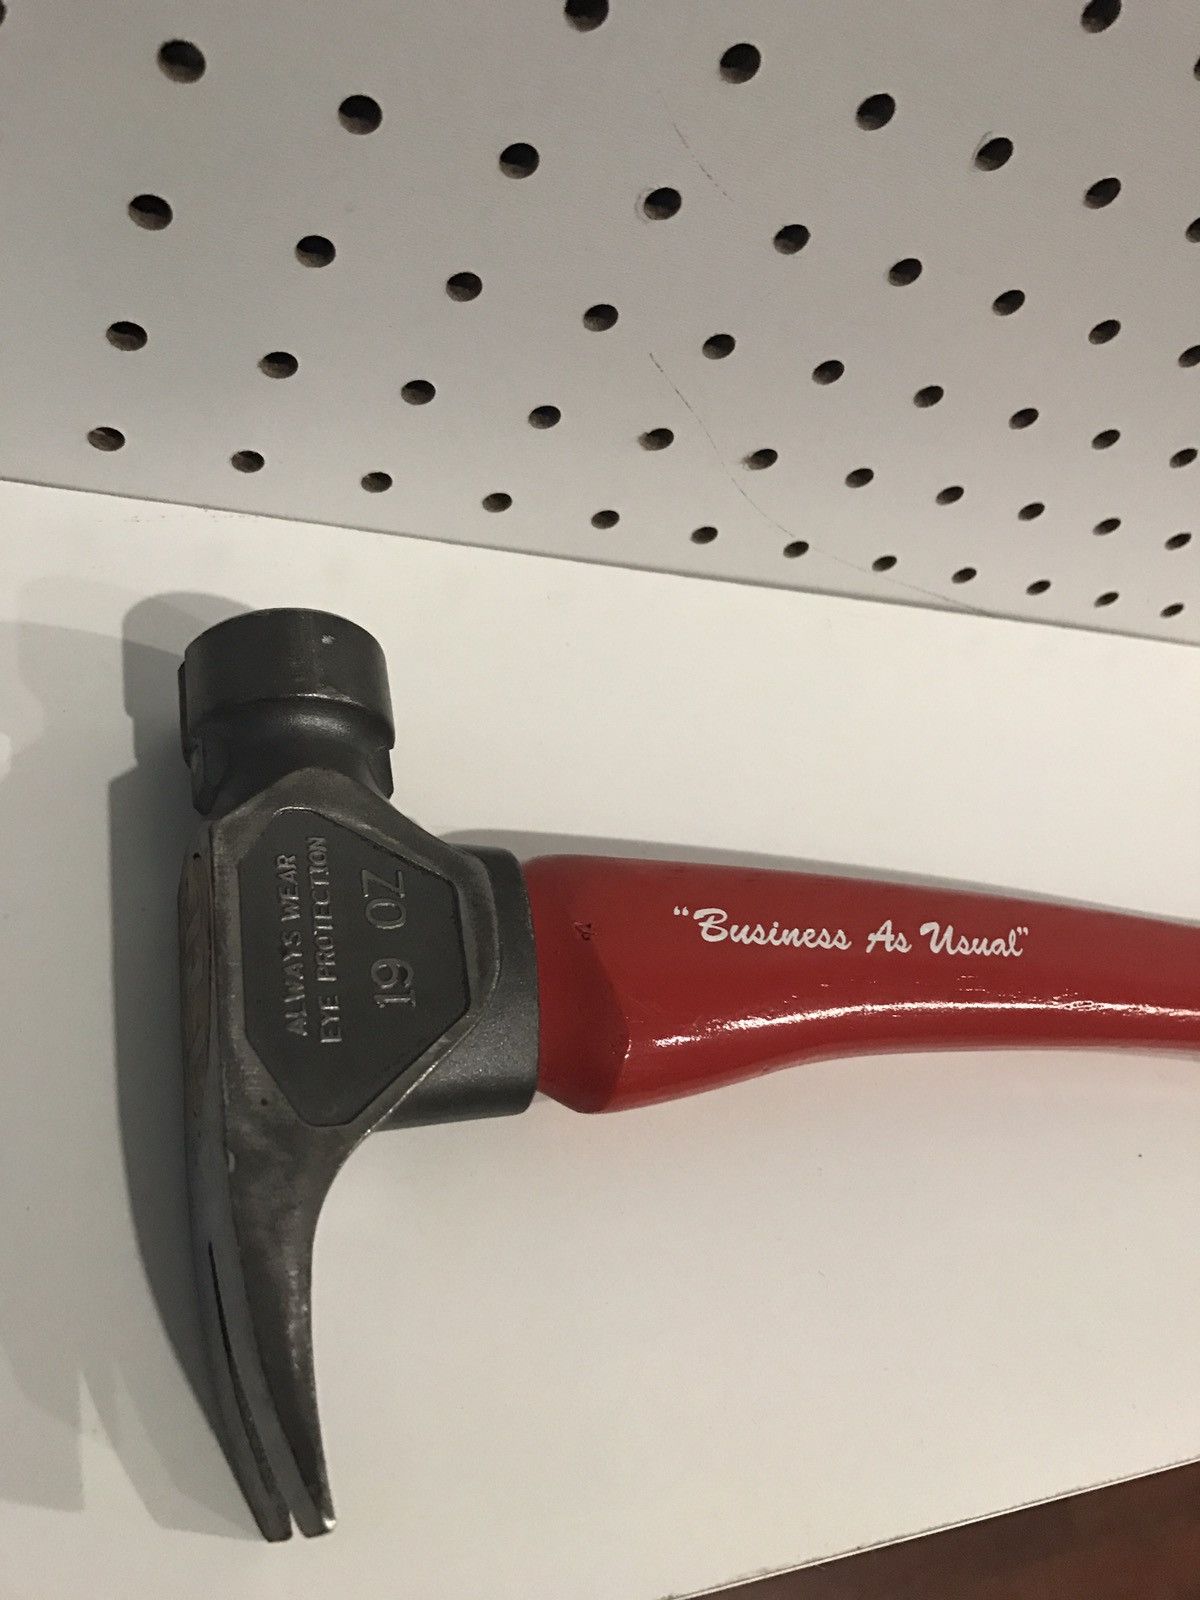 ALWAYS WEAR
EYE PROTECTION
19 OZ
"Business As Usual"